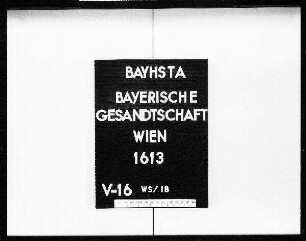 BAYHSTA
BAYERISCHE
GESANDTSCHAFT
WIEN
1613
V-16 WS/18